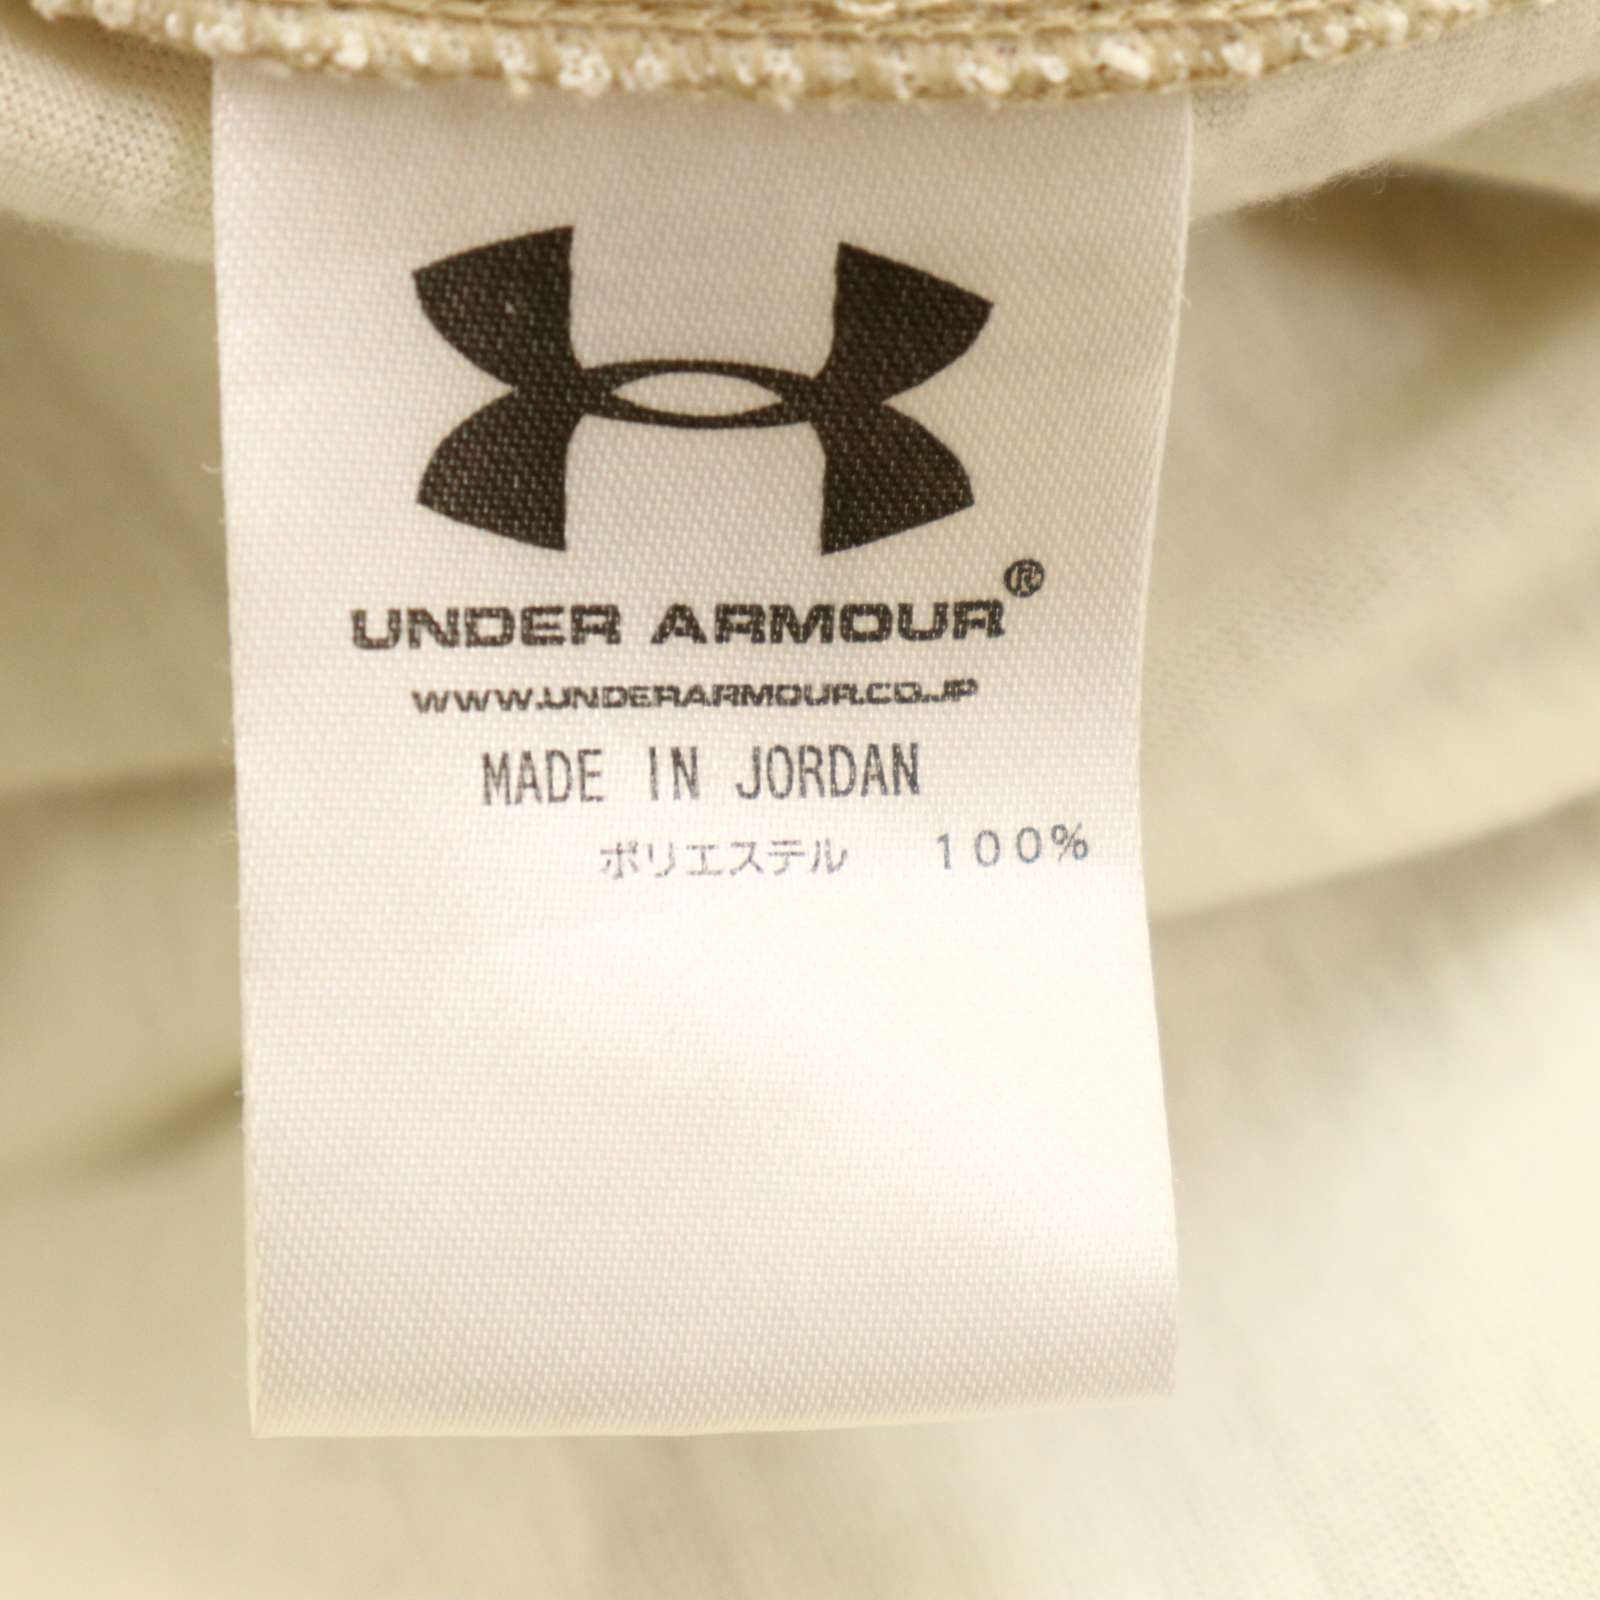 UNDER ARMOUR®
WWW.UNDERARMOUR.CO.JP
MADE IN JORDAN
ポリエステル １００％